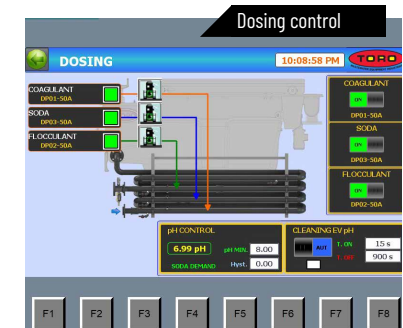 Dosing control
DOSING
10:08:58 PM
TORO
COAGULANT
DP01-50A
SODA
DP03-50A
FLOCCULANT
DP02-50A
COAGULANT
ON
DP01-50A
SODA
ON
DP03-50A
FLOCCULANT
ON
DP02-50A
pH CONTROL
6.99 pH
pH MIN. 8.00
SODA DEMAND
Hyst. 0.00
CLEANING EV pH
AUT
T. ON 15 s
T. OFF 900 s
F1 F2 F3 F4 F5 F6 F7 F8